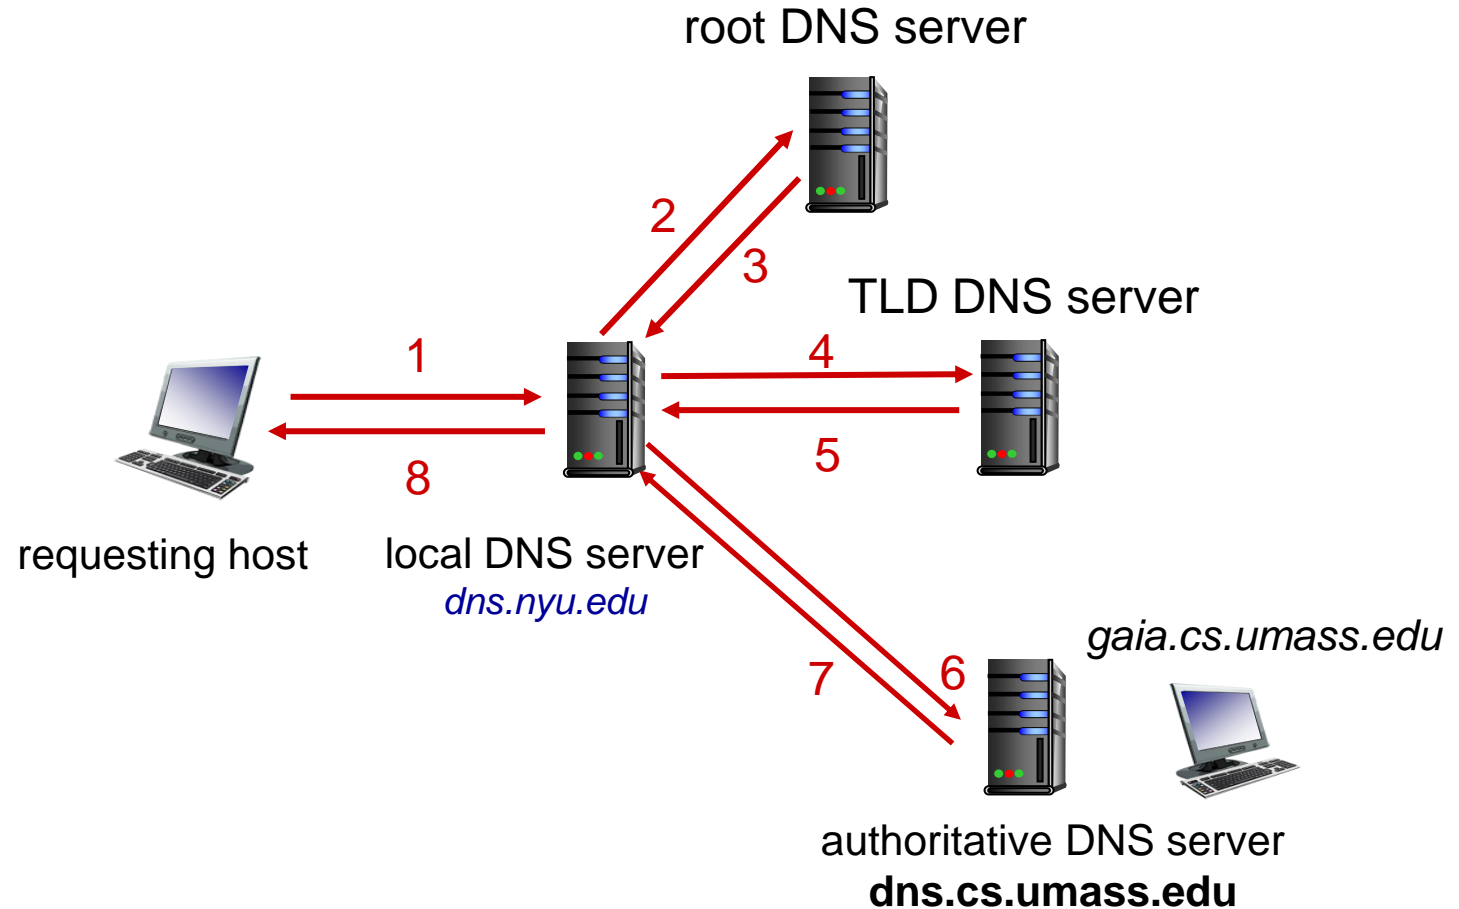 root DNS server
2
3
TLD DNS server
1
4
5
8
requesting host
local DNS server
dns.nyu.edu
gaia.cs.umass.edu
7
6
authoritative DNS server
dns.cs.umass.edu